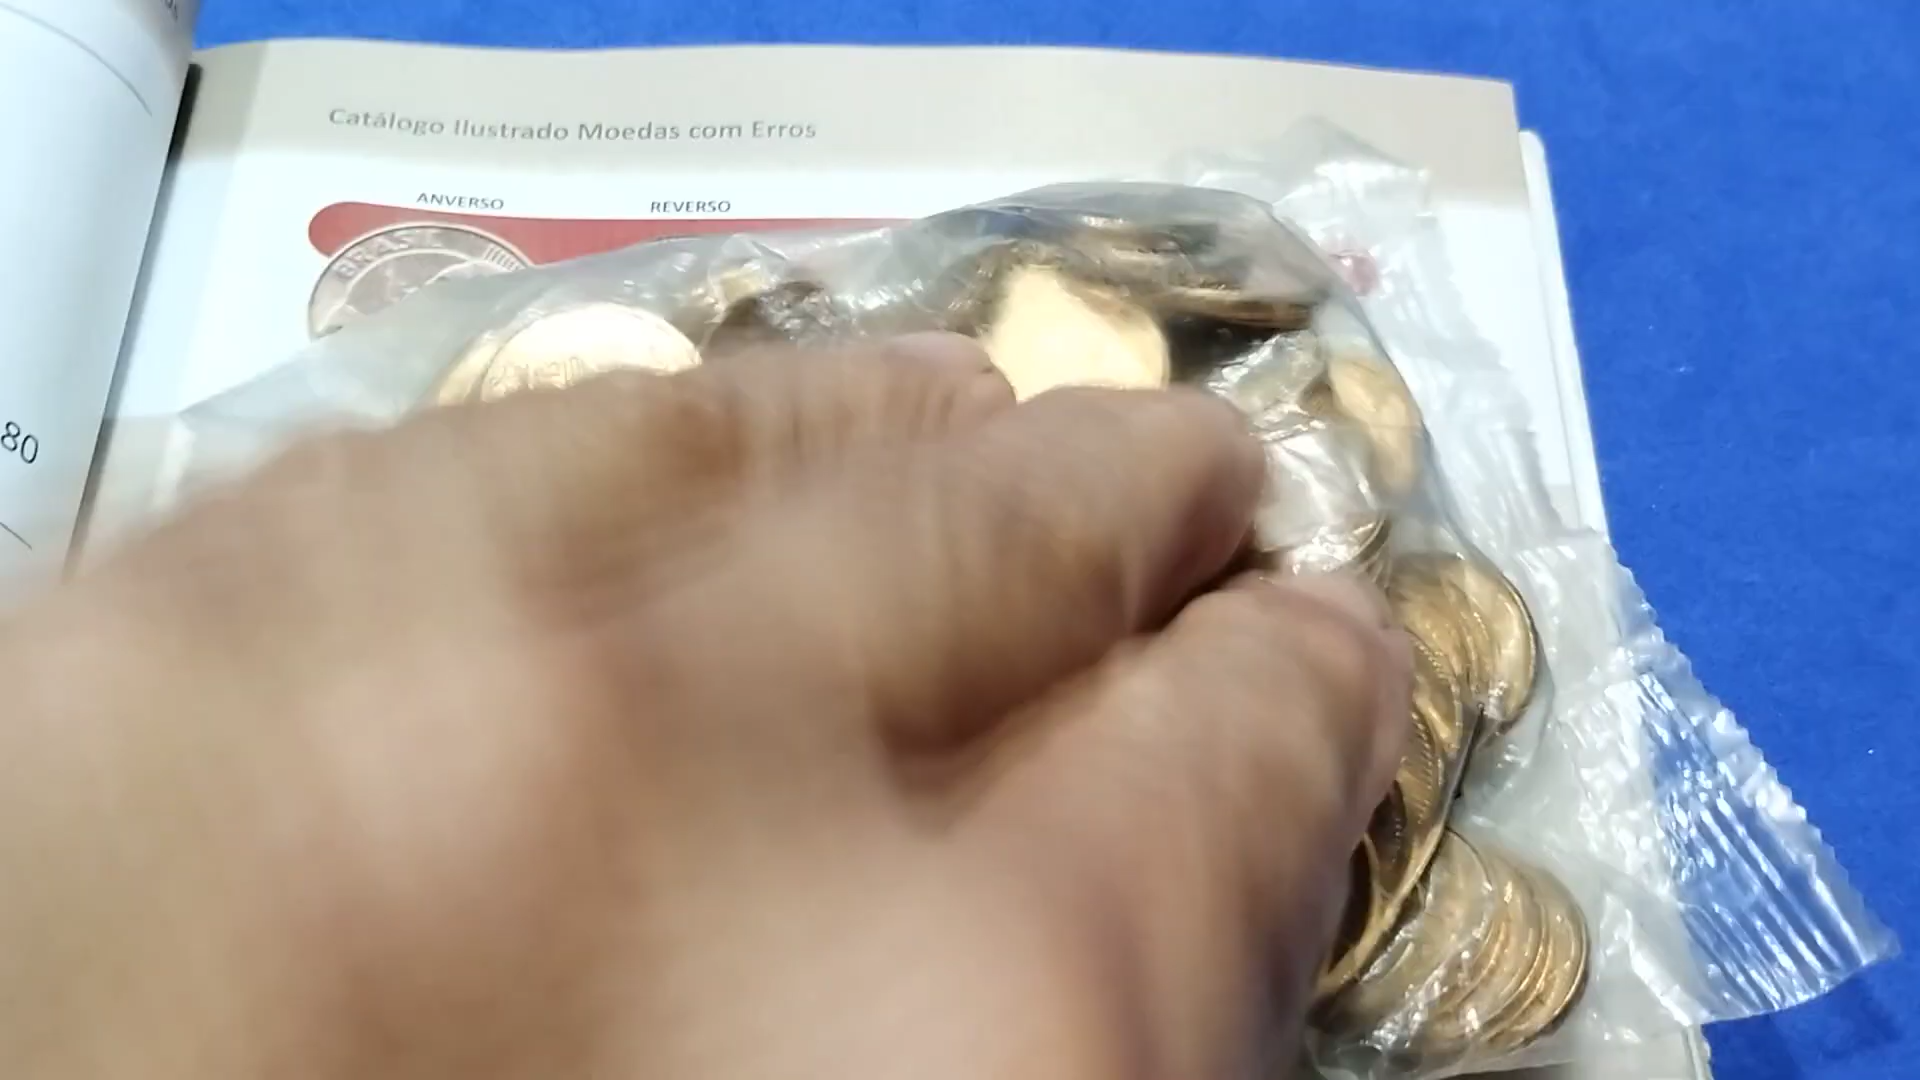 Catálogo Ilustrado Moedas com Erros
ANVERSO
REVERSO
BRASIL
80